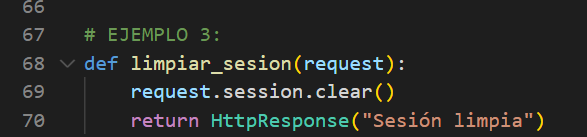 66
67 # EJEMPLO 3:
68 def limpiar_sesion(request):
69 request.session.clear()
70 return HttpResponse("Sesión limpia")